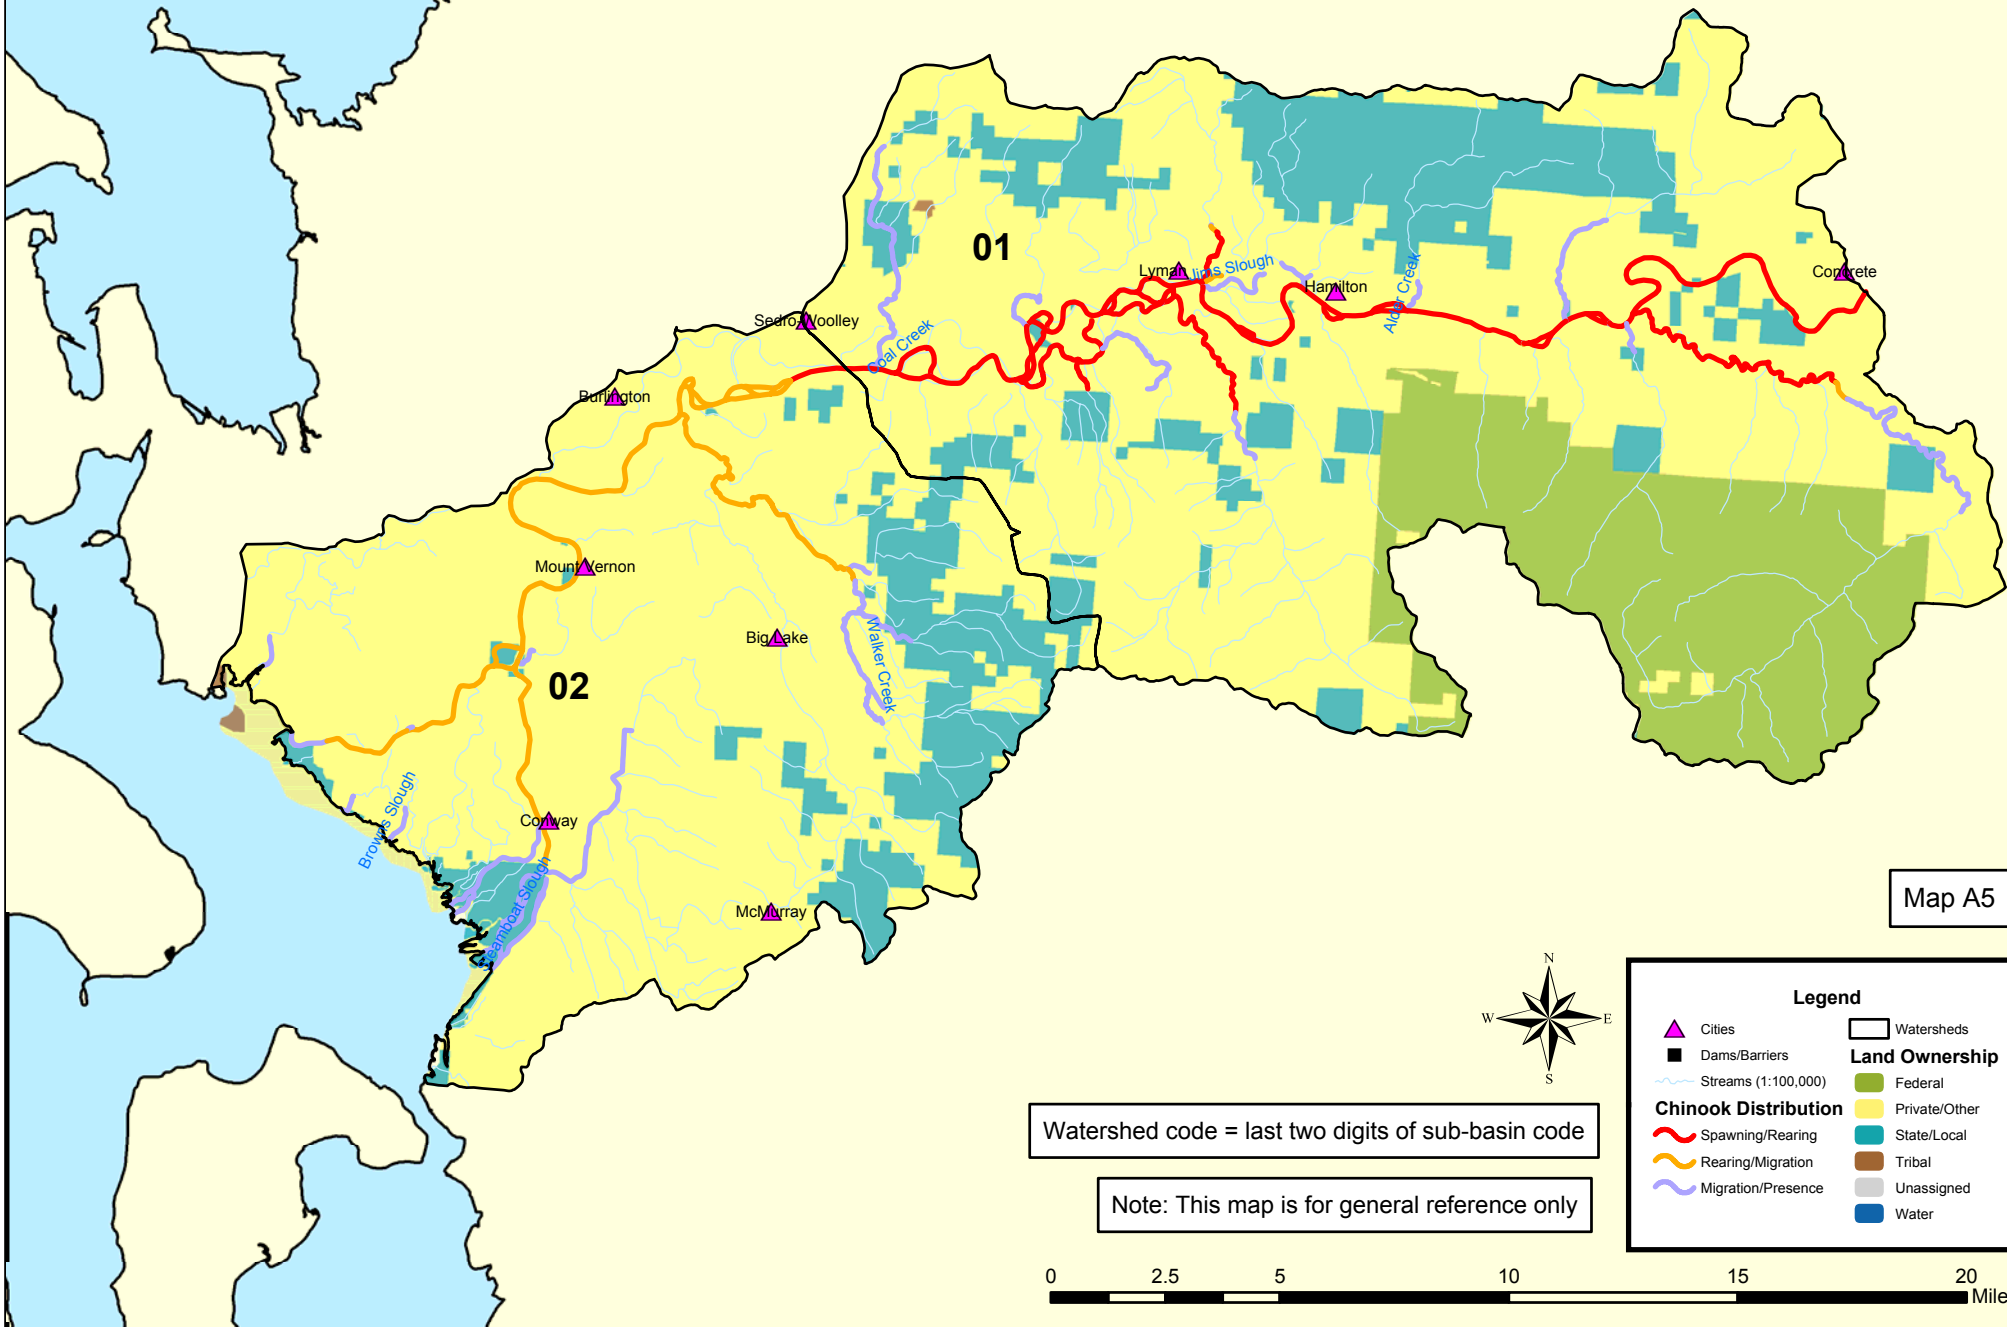 01
Lyman
Jims Slough
Hamilton
Alder Creek
Concrete
Sedro-Woolley
Coal Creek
Burlington
Mount Vernon
Big Lake
Walker Creek
02
Browns Slough
Conway
Steamboat Slough
McMurray
Map A5
N
W
E
S
Legend
Cities
Dams/Barriers
Streams (1:100,000)
Chinook Distribution
Spawning/Rearing
Rearing/Migration
Migration/Presence
Watersheds
Land Ownership
Federal
Private/Other
State/Local
Tribal
Unassigned
Water
Watershed code = last two digits of sub-basin code
Note: This map is for general reference only
0 2.5 5 10 15 20
Mile